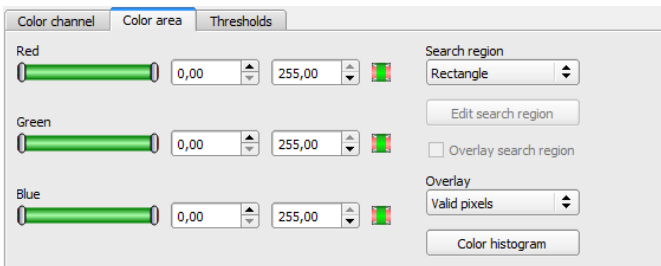 Color channel Color area Thresholds
Red
0,00 255,00
Green
0,00 255,00
Blue
0,00 255,00
Search region
Rectangle
Edit search region
Overlay search region
Overlay
Valid pixels
Color histogram